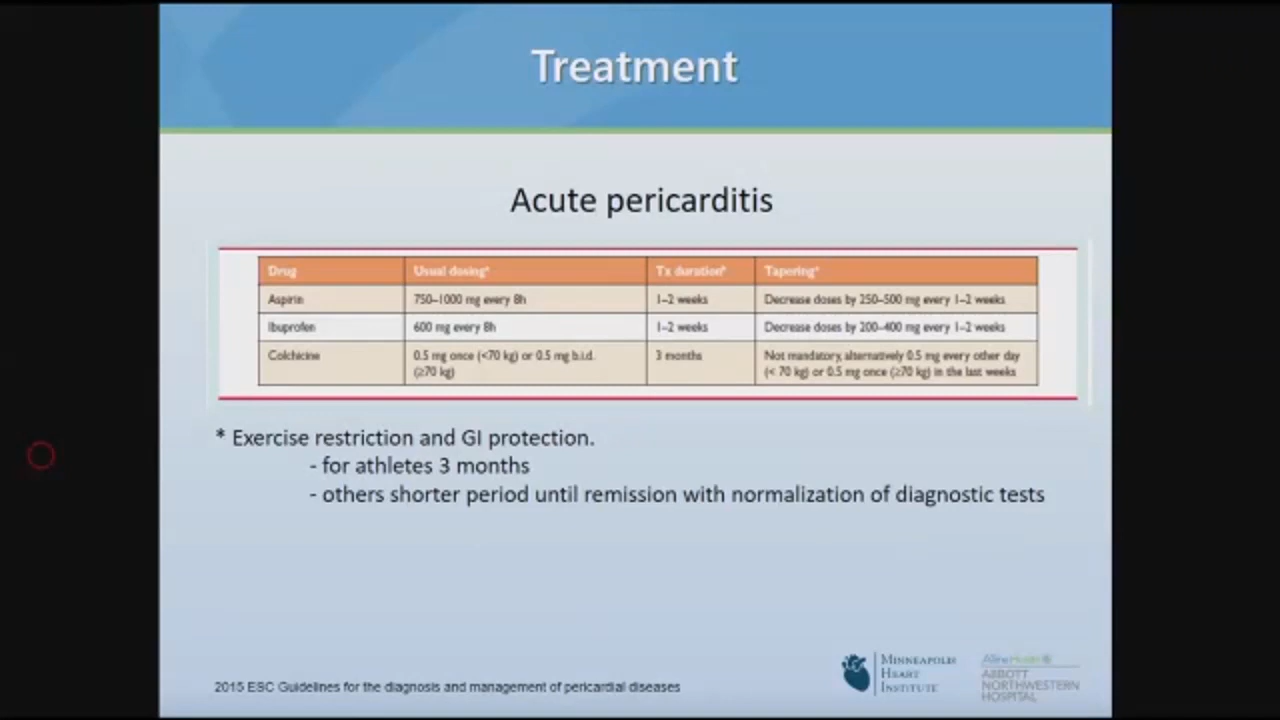 Treatment
Acute pericarditis
Drug Usual dosing* Tx duration* Tapering*
Aspirin 750–1000 mg every 8h 1–2 weeks Decrease doses by 250–500 mg every 1–2 weeks
Ibuprofen 600 mg every 8h 1–2 weeks Decrease doses by 200–400 mg every 1–2 weeks
Colchicine 0.5 mg once (<70 kg) or 0.5 mg b.i.d. 3 months Not mandatory, alternatively 0.5 mg every other day
(≥70 kg) (< 70 kg) or 0.5 mg once (≥70 kg) in the last weeks
* Exercise restriction and GI protection.
- for athletes 3 months
- others shorter period until remission with normalization of diagnostic tests
2015 ESC Guidelines for the diagnosis and management of pericardial diseases
MINNEAPOLIS
HEART
INSTITUTE
Allina Health
ABBOTT
NORTHWESTERN
HOSPITAL